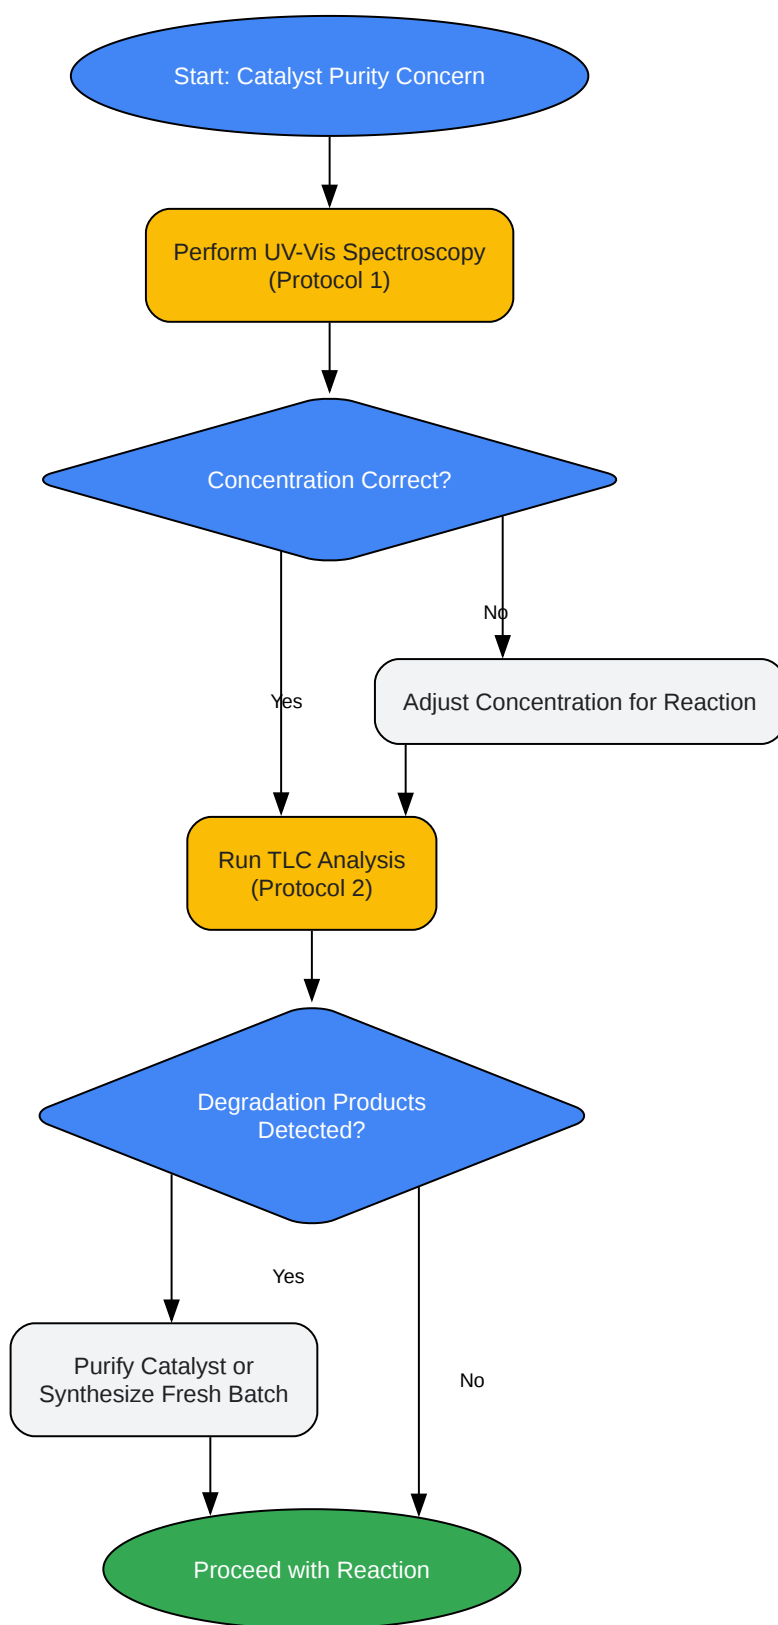 Start: Catalyst Purity Concern
Perform UV-Vis Spectroscopy
(Protocol 1)
Concentration Correct?
No
Yes
Adjust Concentration for Reaction
Run TLC Analysis
(Protocol 2)
Degradation Products
Detected?
Yes
Purify Catalyst or
Synthesize Fresh Batch
No
Proceed with Reaction